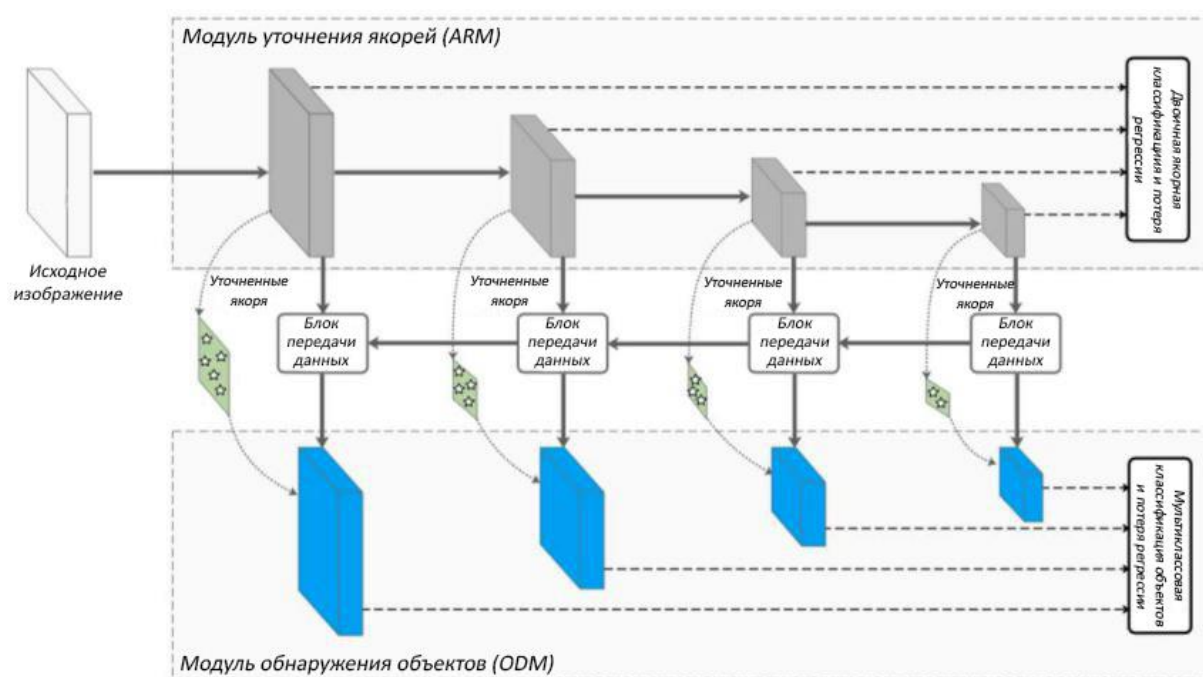 Модуль уточнения якорей (ARM)
Двоичная якорная
классификация и потеря
регрессии
Исходное
изображение
Уточненные
якоря
Уточненные
якоря
Уточненные
якоря
Уточненные
якоря
Блок
передачи
данных
Блок
передачи
данных
Блок
передачи
данных
Блок
передачи
данных
Мультиклассовая
классификация объектов
и потеря регрессии
Модуль обнаружения объектов (ODM)